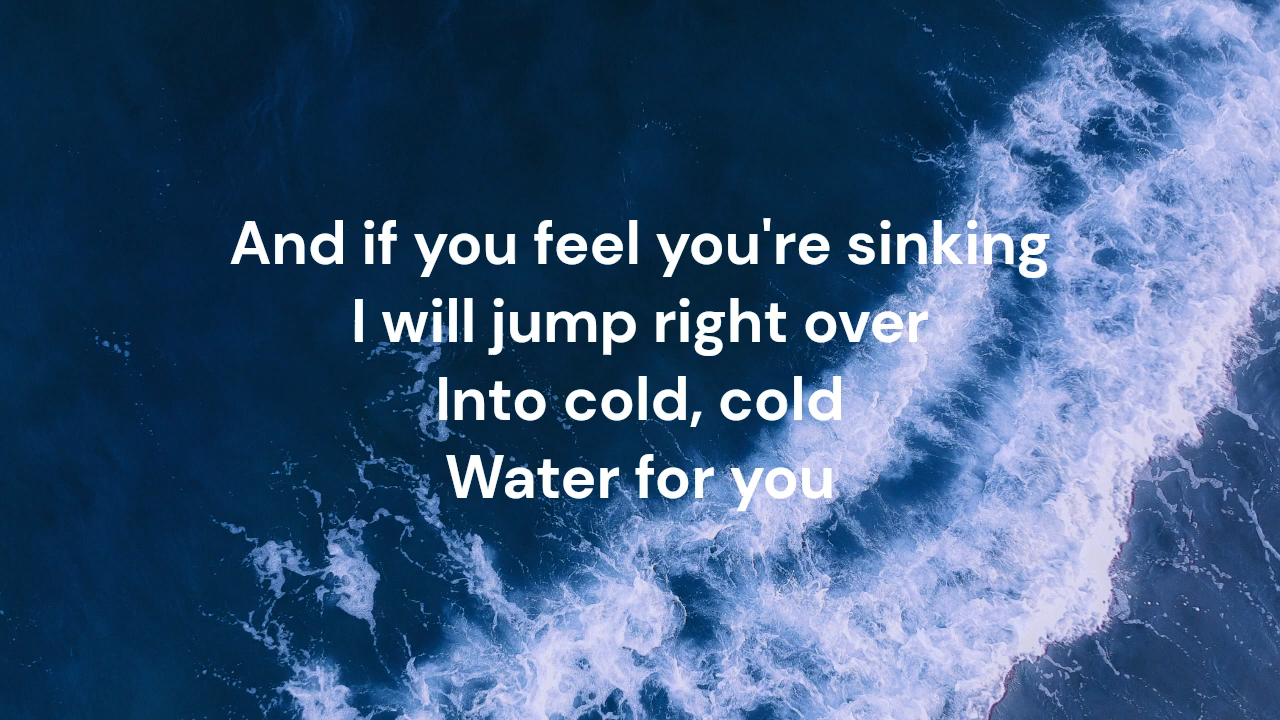 And if you feel you're sinking
I will jump right over
Into cold, cold
Water for you